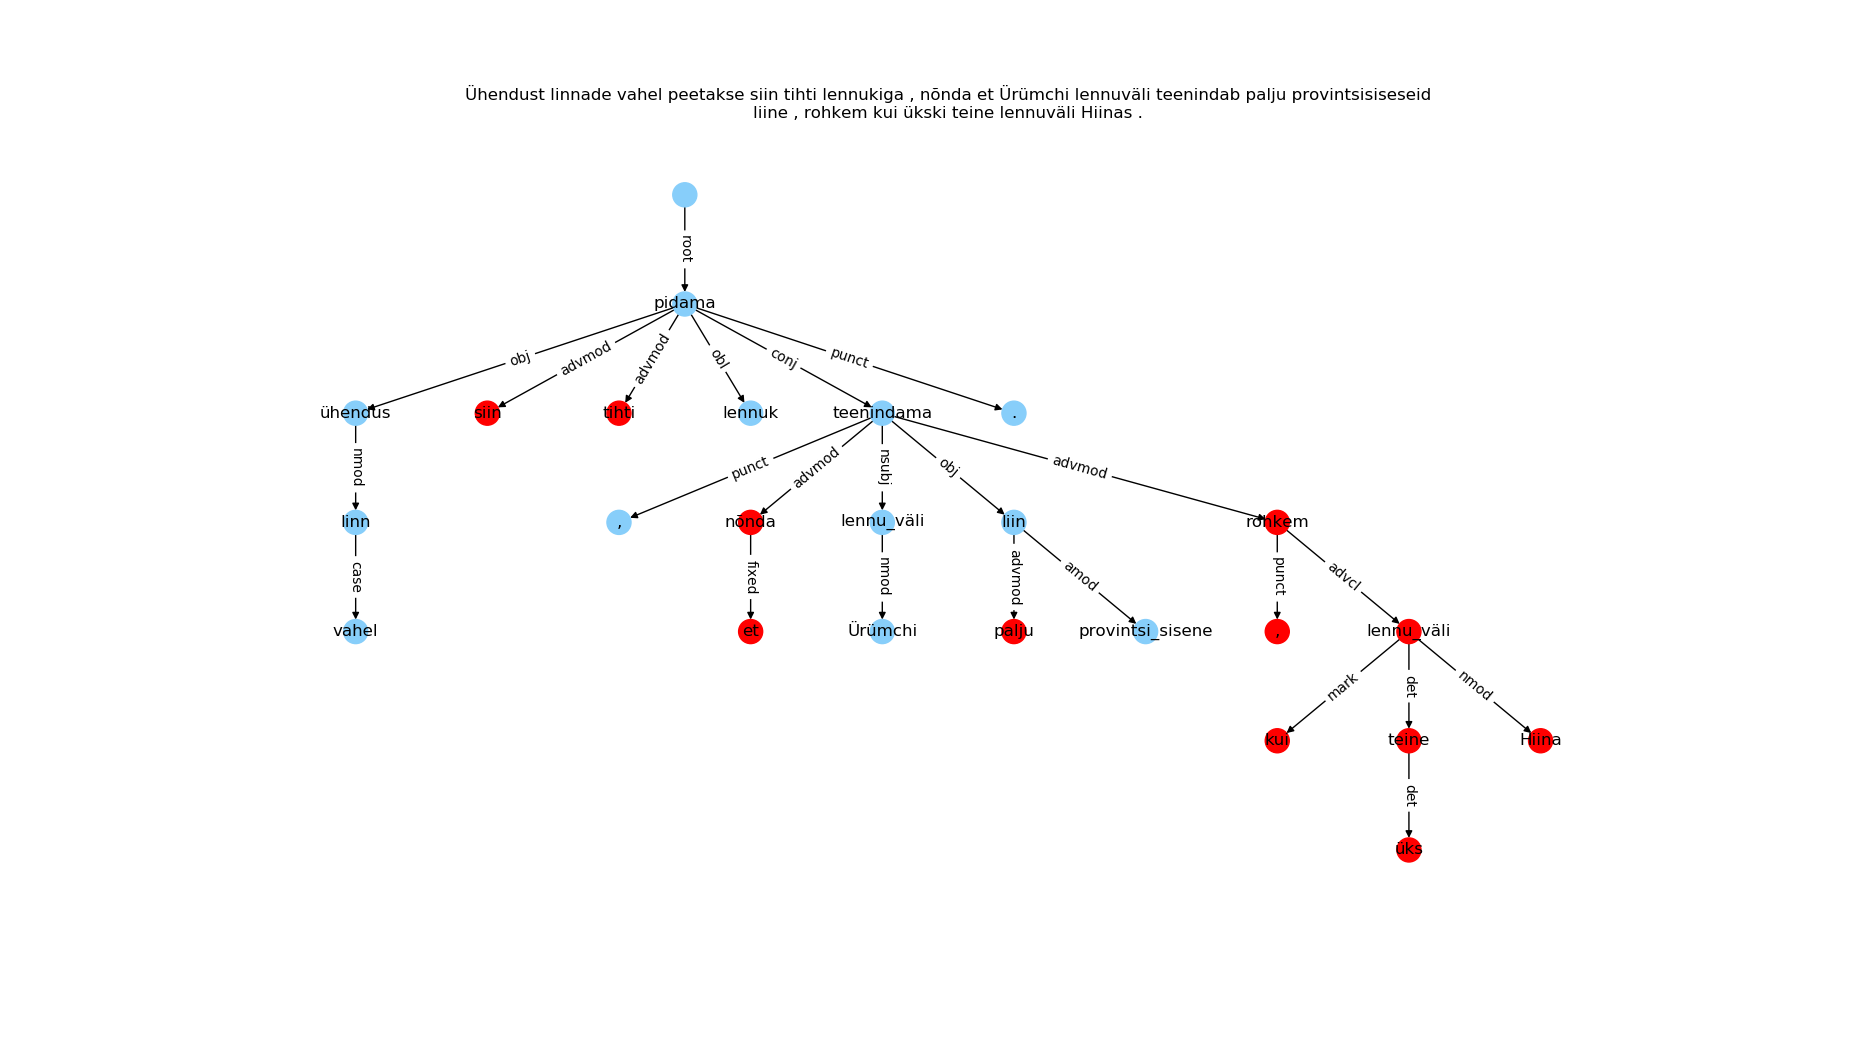 Ühendust linnade vahel peetakse siin tihti lennukiga , nõnda et Ürümchi lennuväli teenindab palju provintsisiseseid
liine , rohkem kui ükski teine lennuväli Hiinas .
root
pidama
obj advmod advmod obl conj punct
ühendus siin tihti lennuk teenindama .
nmod punct advmod nsubj obj advmod
linn , nõnda lennu_väli liin rohkem
case fixed nmod advmod amod punct advcl
vahel et Ürümchi palju provintsi_sisene , lennu_väli
mark det nmod
kui teine Hiina
det
üks